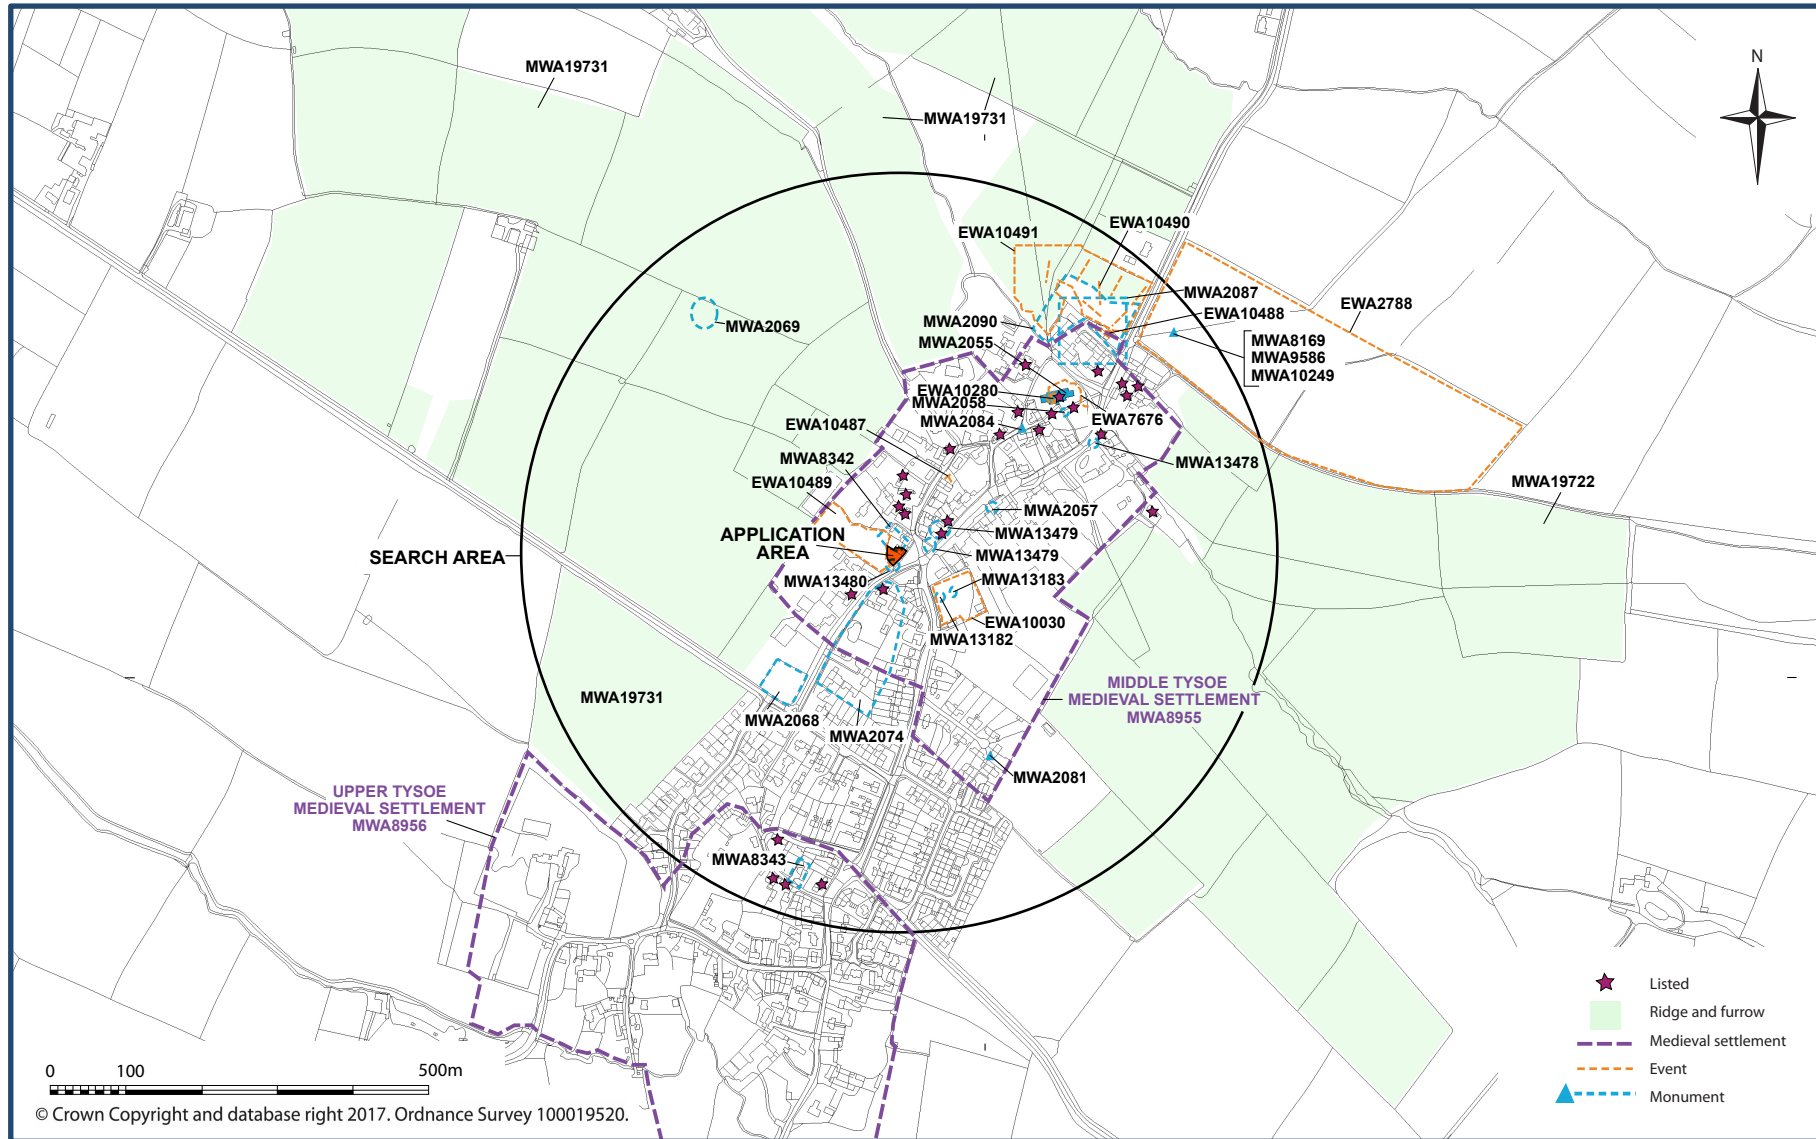 MWA19731
N
MWA19731
EWA10490
EWA10491
MWA2087
EWA2788
EWA10488
MWA2069
MWA2090
MWA2055
MWA8169
MWA9586
MWA10249
EWA10280
MWA2058
MWA2084
EWA7676
EWA10487
MWA8342
MWA13478
EWA10489
MWA19722
MWA2057
APPLICATION
AREA
MWA13479
SEARCH AREA
MWA13479
MWA13480
MWA13183
EWA10030
MWA13182
MWA19731
MIDDLE TYSOE
MEDIEVAL SETTLEMENT
MWA8955
MWA2068
MWA2074
MWA2081
UPPER TYSOE
MEDIEVAL SETTLEMENT
MWA8956
MWA8343
Listed
Ridge and furrow
Medieval settlement
Event
Monument
0 100 500m
© Crown Copyright and database right 2017. Ordnance Survey 100019520.